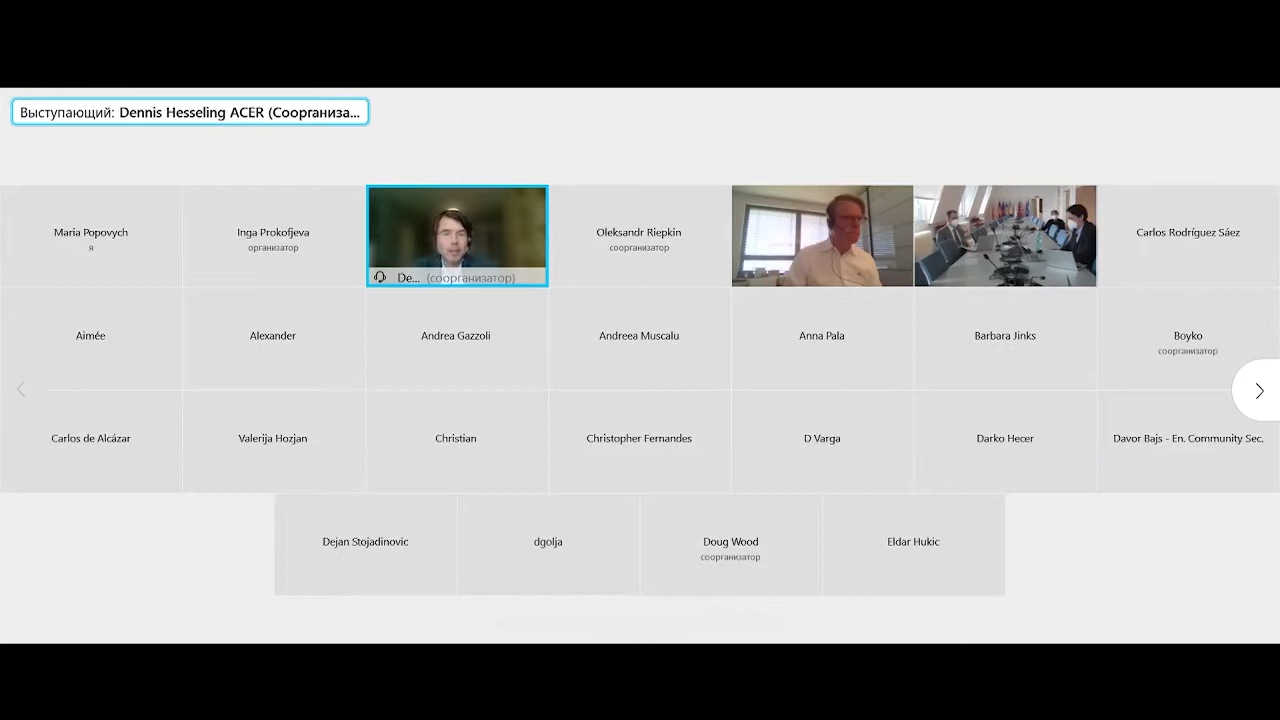 Выступающий: Dennis Hesseling ACER (Соорганиза...
Maria Popovych
я
Inga Prokofjeva
организатор
De... (соорганизатор)
Oleksandr Riepkin
соорганизатор
Carlos Rodríguez Sáez
Aimée
Alexander
Andrea Gazzoli
Andreea Muscalu
Anna Pala
Barbara Jinks
Boyko
соорганизатор
Carlos de Alcázar
Valerija Hozjan
Christian
Christopher Fernandes
D Varga
Darko Hecer
Davor Bajs - En. Community Sec.
Dejan Stojadinovic
dgolja
Doug Wood
соорганизатор
Eldar Hukic